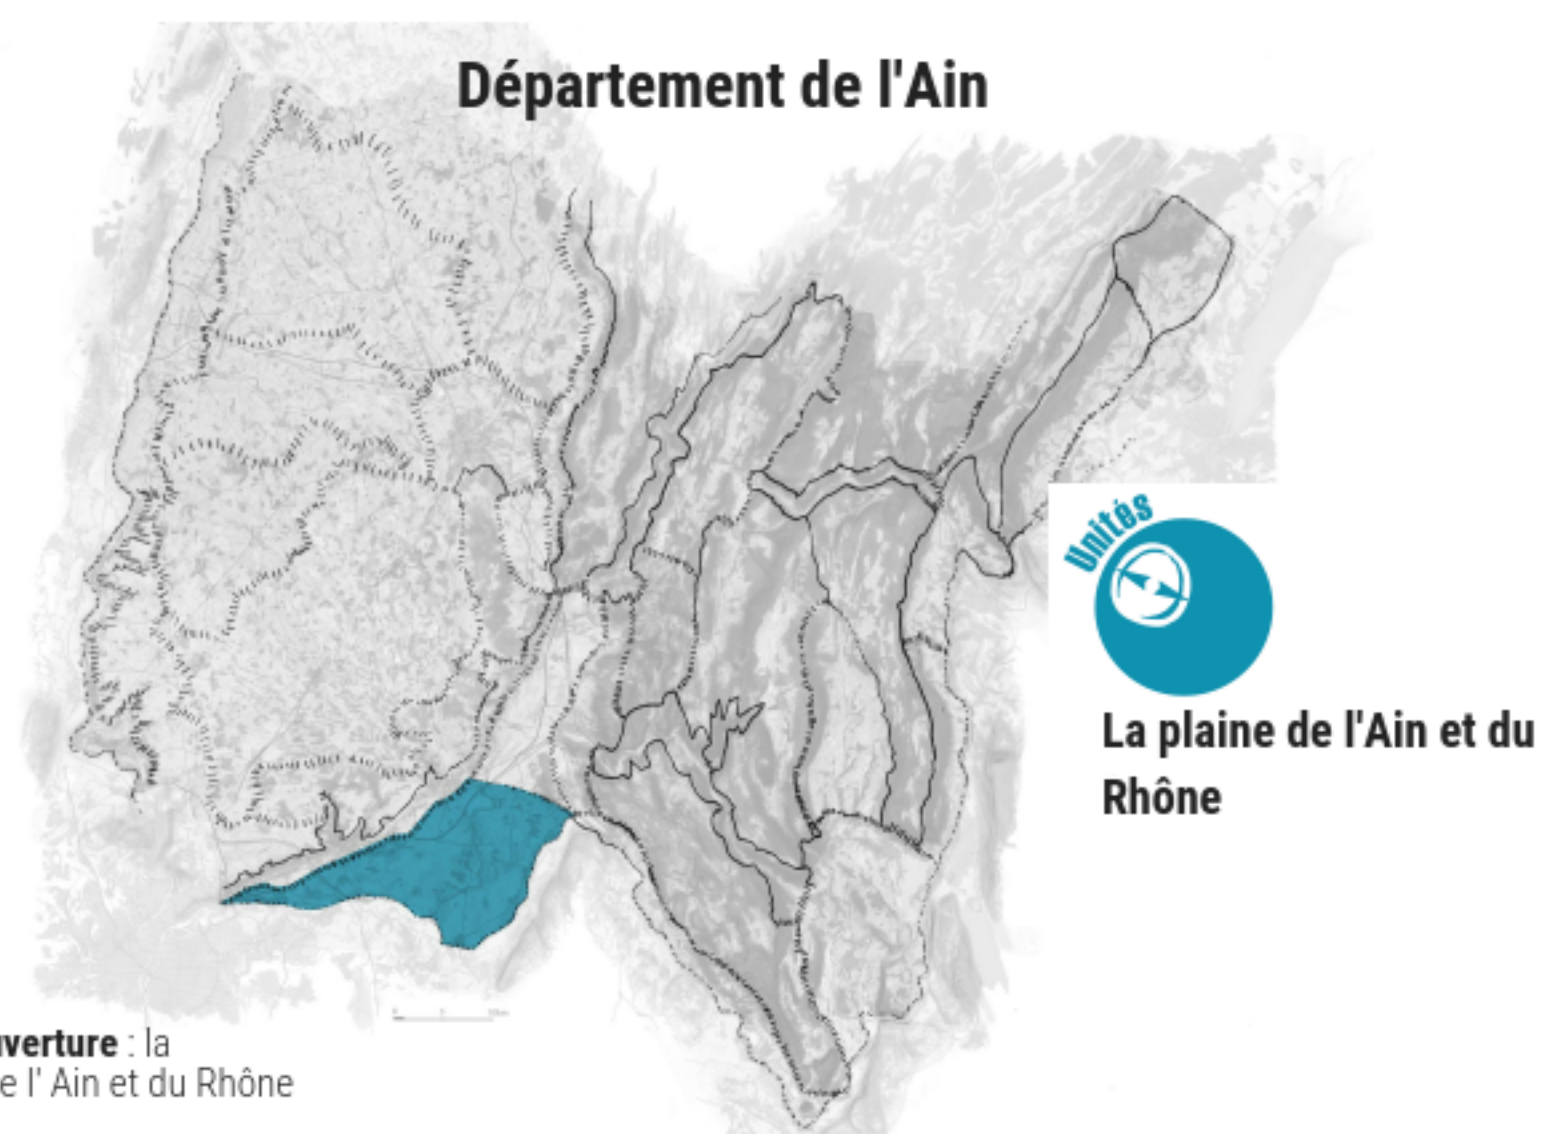 Département de l'Ain
Unités
La plaine de l'Ain et du
Rhône
verture : la
e l' Ain et du Rhône